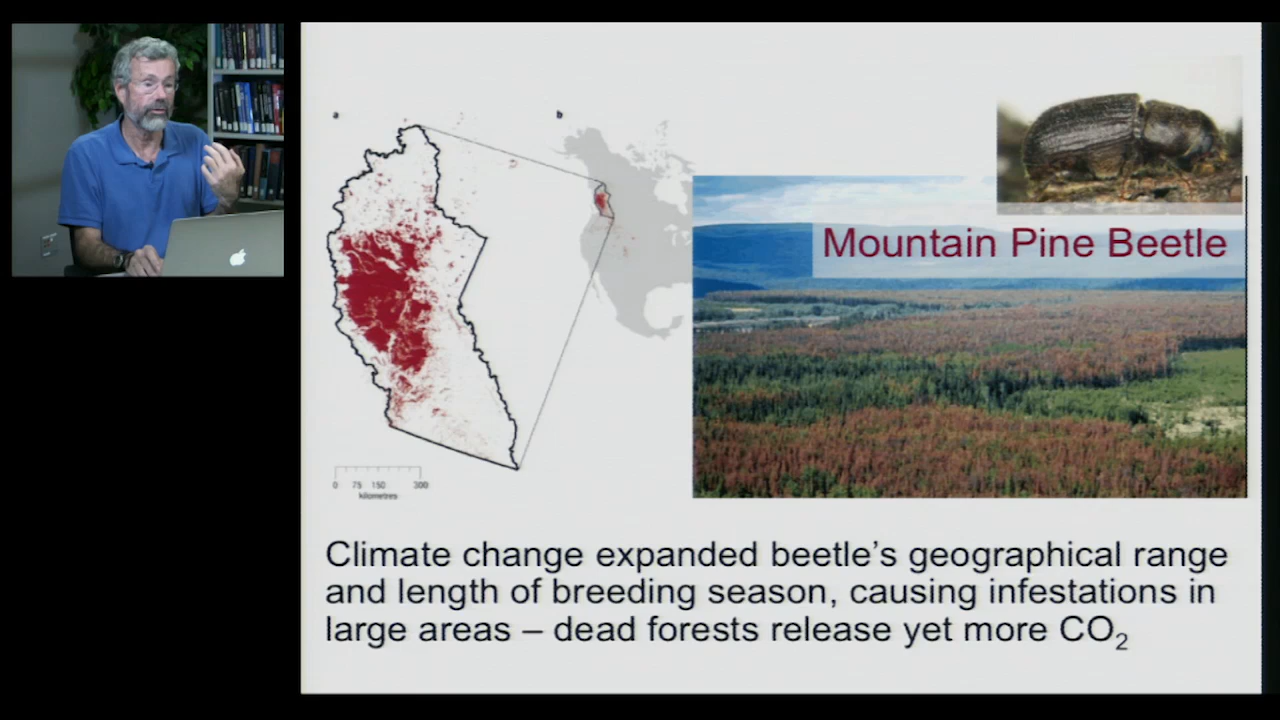 a
b
Mountain Pine Beetle
0 75 150 300
kilometres
Climate change expanded beetle’s geographical range
and length of breeding season, causing infestations in
large areas – dead forests release yet more CO₂